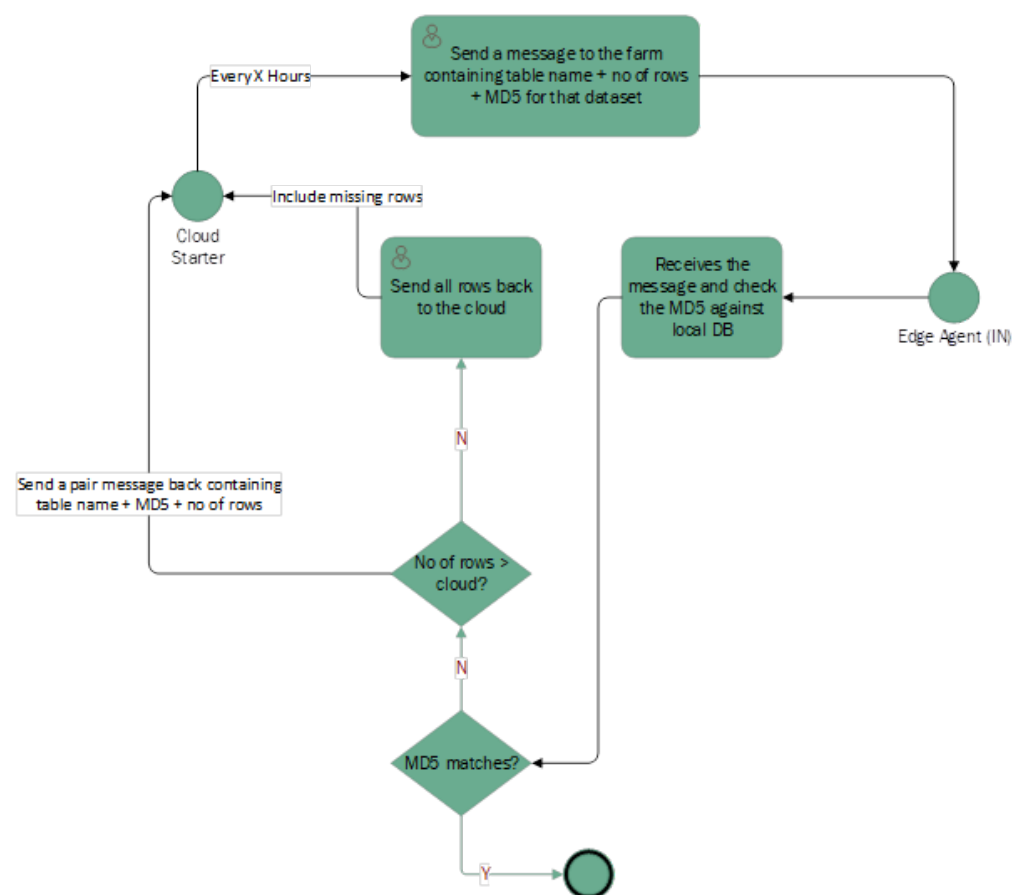 Send a message to the farm
containing table name + no of rows
+ MD5 for that dataset
Every X Hours
Include missing rows
Cloud
Starter
Send all rows back
to the cloud
Receives the
message and check
the MD5 against
local DB
Edge Agent (IN)
N
Send a pair message back containing
table name + MD5 + no of rows
No of rows >
cloud?
N
MD5 matches?
Y